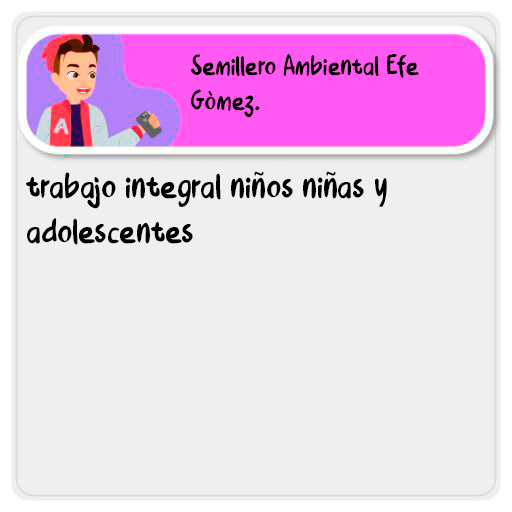 Semillero Ambiental Efe
Gòmez.
A
trabajo integral niños niñas y
adolescentes